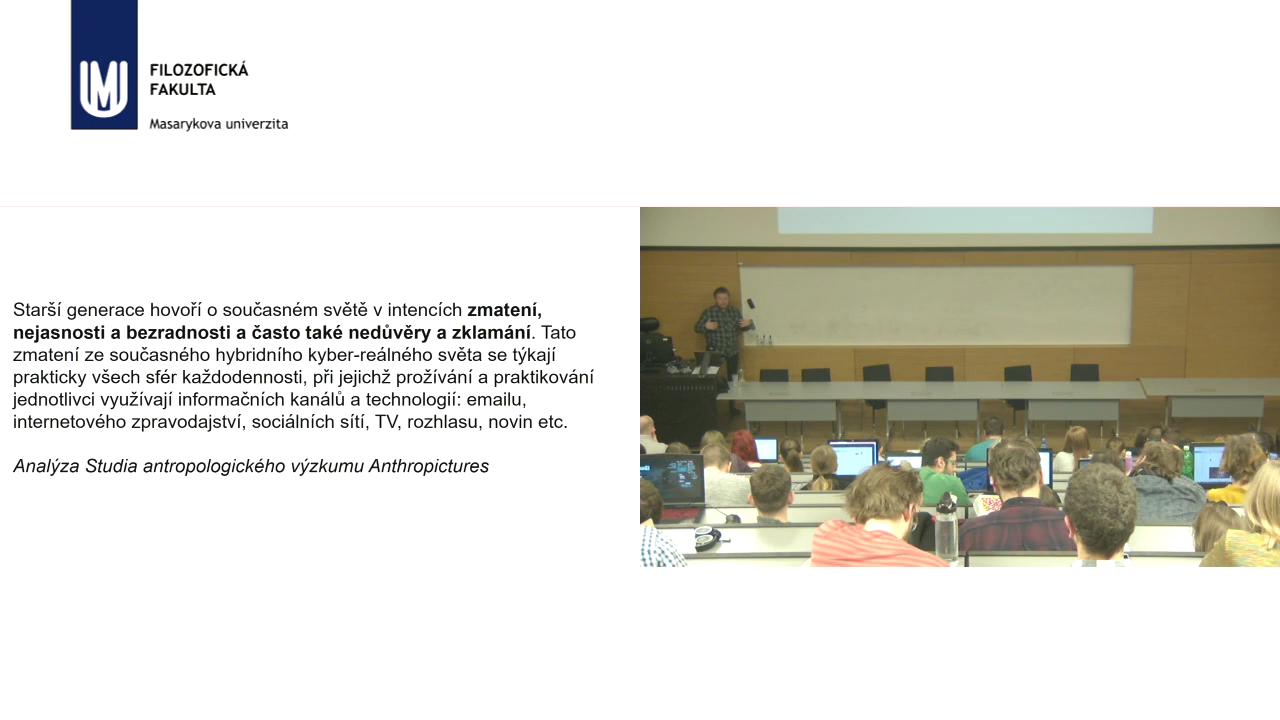 FILOZOFICKÁ
FAKULTA
Masarykova univerzita
Starší generace hovoří o současném světě v intencích zmatení,
nejasnosti a bezradnosti a často také nedůvěry a zklamání. Tato
zmatení ze současného hybridního kyber-reálného světa se týkají
prakticky všech sfér každodennosti, při jejichž prožívání a praktikování
jednotlivci využívají informačních kanálů a technologií: emailu,
internetového zpravodajství, sociálních sítí, TV, rozhlasu, novin etc.
Analýza Studia antropologického výzkumu Anthropictures